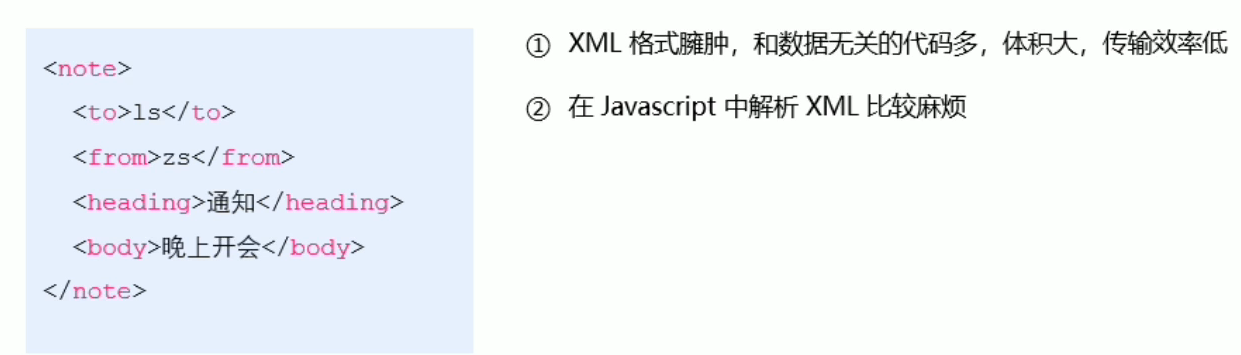 <note>
<to>ls</to>
<from>zs</from>
<heading>通知</heading>
<body>晚上开会</body>
</note>
① XML 格式臃肿，和数据无关的代码多，体积大，传输效率低
② 在 Javascript 中解析 XML 比较麻烦